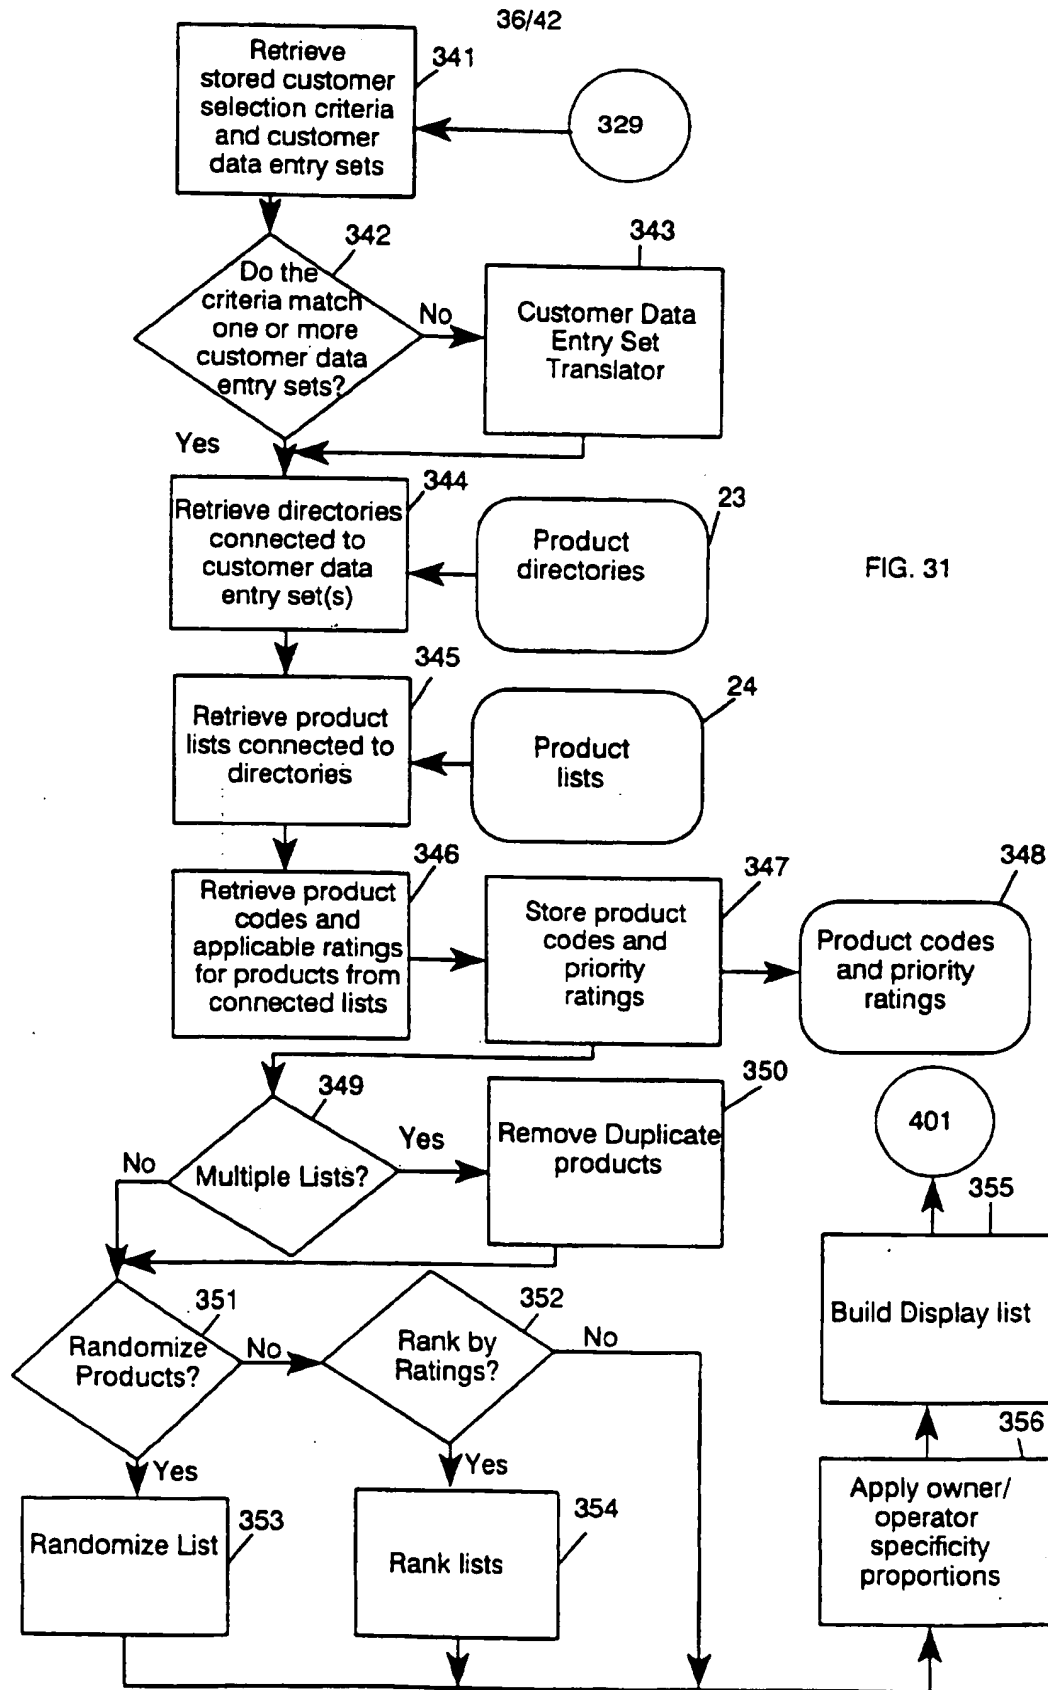 36/42
Retrieve
stored customer
selection criteria
and customer
data entry sets
341
329
342
Do the
criteria match
one or more
customer data
entry sets?
No
Yes
343
Customer Data
Entry Set
Translator
344
Retrieve directories
connected to
customer data
entry set(s)
23
Product
directories
FIG. 31
345
Retrieve product
lists connected to
directories
24
Product
lists
346
Retrieve product
codes and
applicable ratings
for products from
connected lists
347
Store product
codes and
priority
ratings
348
Product codes
and priority
ratings
349
Multiple Lists?
No
Yes
350
Remove Duplicate
products
401
355
Build Display list
351
Randomize
Products?
No
Yes
352
Rank by
Ratings?
No
Yes
356
Apply owner/
operator
specificity
proportions
353
Randomize List
354
Rank lists